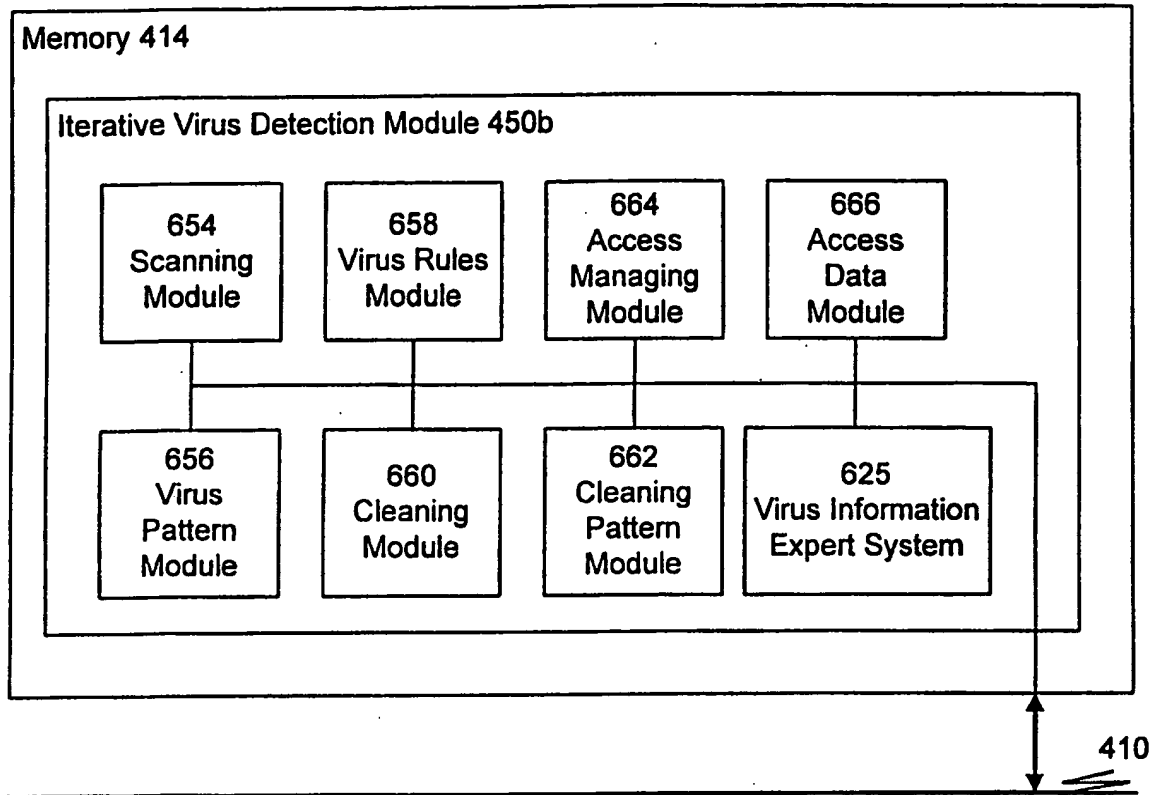 Memory 414
Iterative Virus Detection Module 450b
654
Scanning
Module
658
Virus Rules
Module
664
Access
Managing
Module
666
Access
Data
Module
656
Virus
Pattern
Module
660
Cleaning
Module
662
Cleaning
Pattern
Module
625
Virus Information
Expert System
410